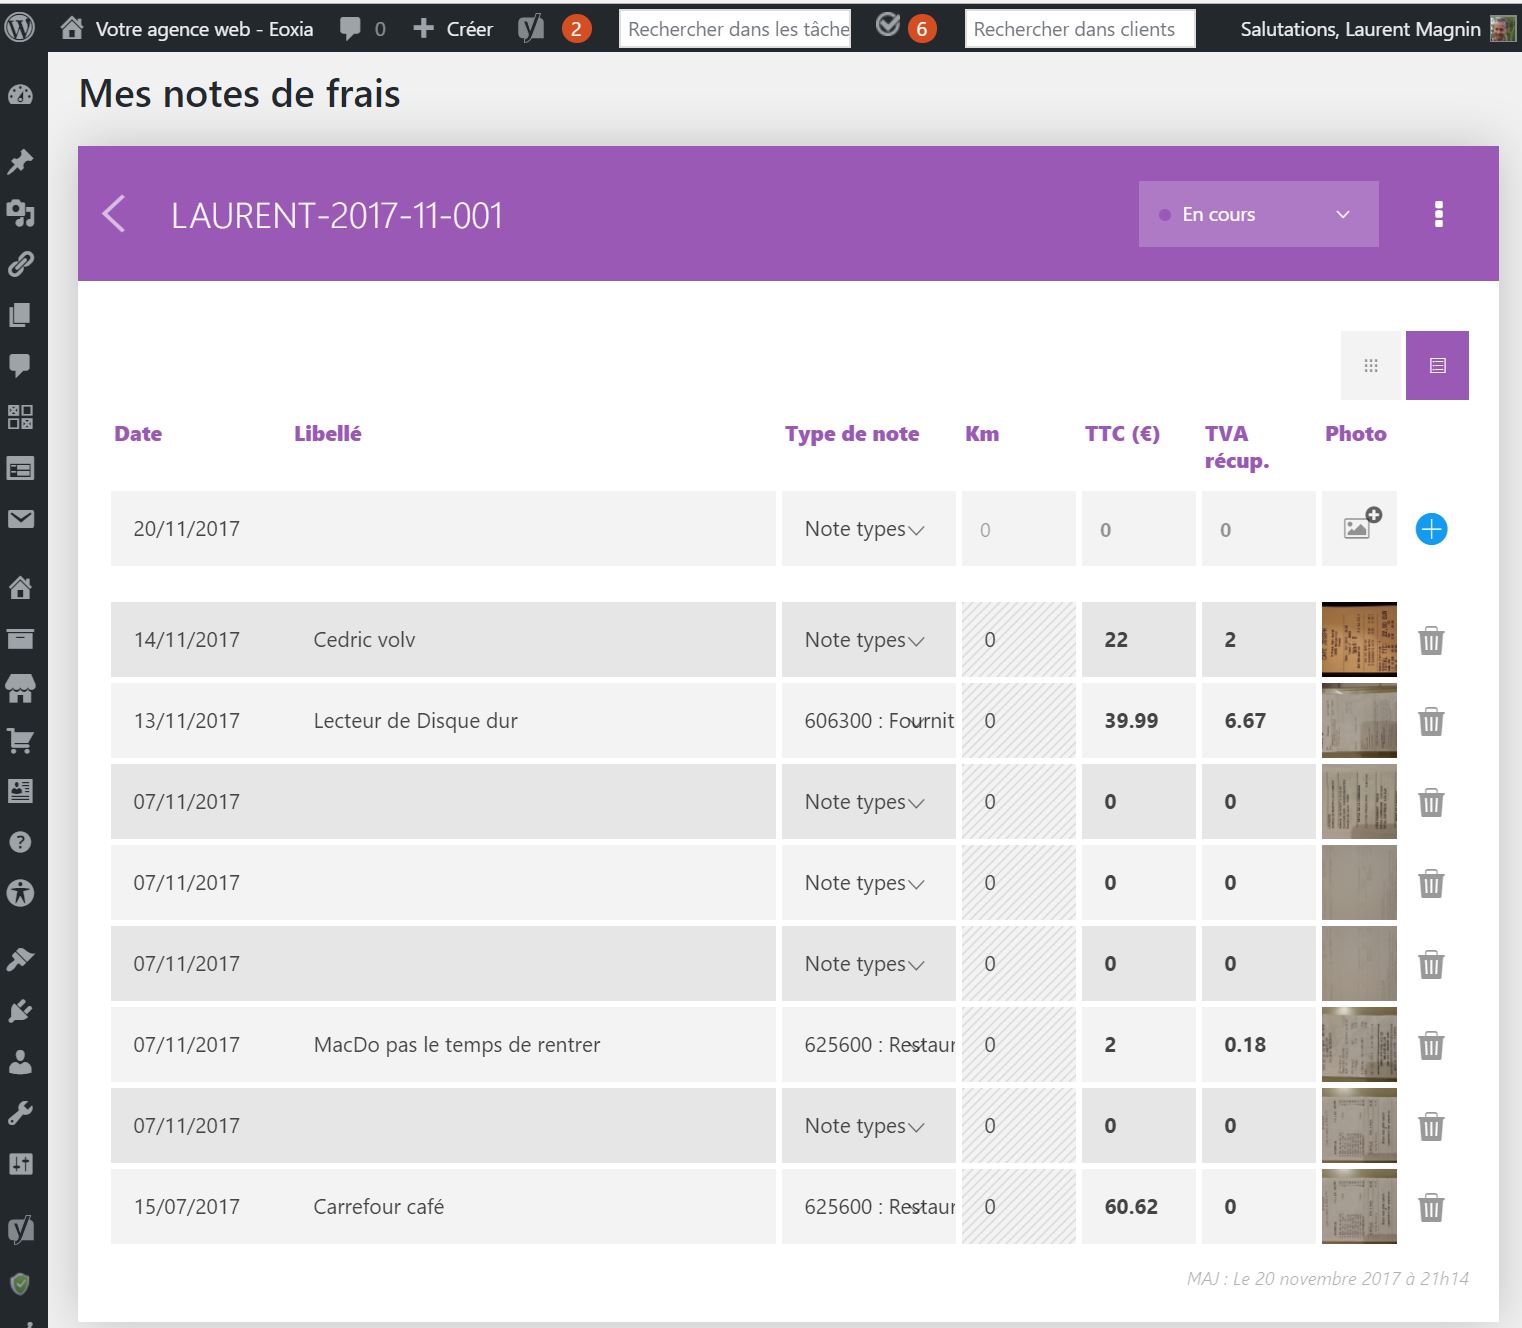 Votre agence web - Eoxia 0 Créer 2 Rechercher dans les tâche 6 Rechercher dans clients Salutations, Laurent Magnin
Mes notes de frais
LAURENT-2017-11-001 En cours
Date Libellé Type de note Km TTC (€) TVA récup. Photo
20/11/2017 Note types 0 0 0
14/11/2017 Cedric volv Note types 0 22 2
13/11/2017 Lecteur de Disque dur 606300 : Fournit 0 39.99 6.67
07/11/2017 Note types 0 0 0
07/11/2017 Note types 0 0 0
07/11/2017 Note types 0 0 0
07/11/2017 MacDo pas le temps de rentrer 625600 : Restaur 0 2 0.18
07/11/2017 Note types 0 0 0
15/07/2017 Carrefour café 625600 : Restaur 0 60.62 0
MAJ : Le 20 novembre 2017 à 21h14